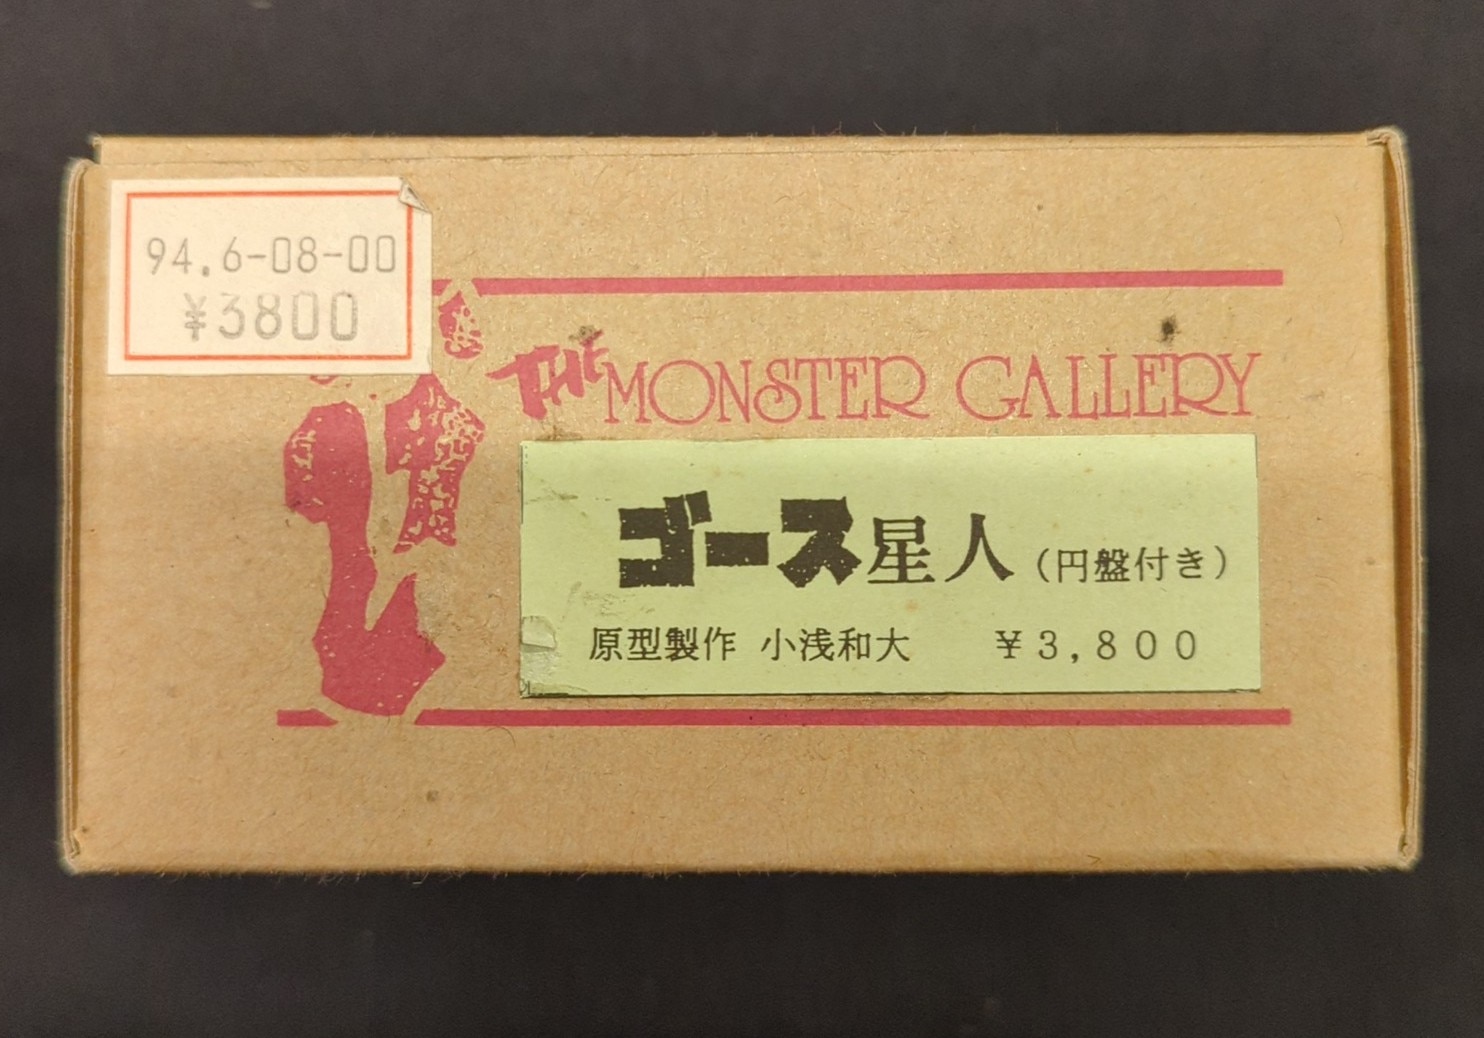 94.6-08-00
¥3800
THE MONSTER GALLERY
ゴース星人（円盤付き）
原型製作 小浅和大 ¥3,800